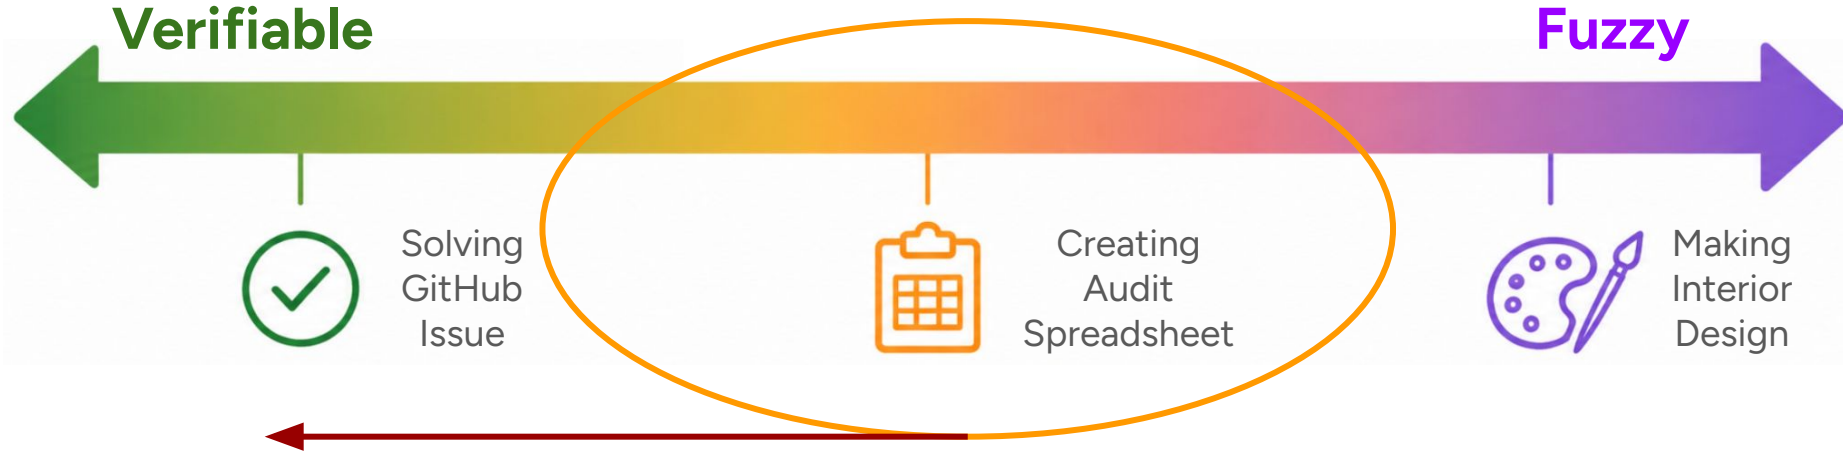 Verifiable
Fuzzy
Solving
GitHub
Issue
Creating
Audit
Spreadsheet
Making
Interior
Design